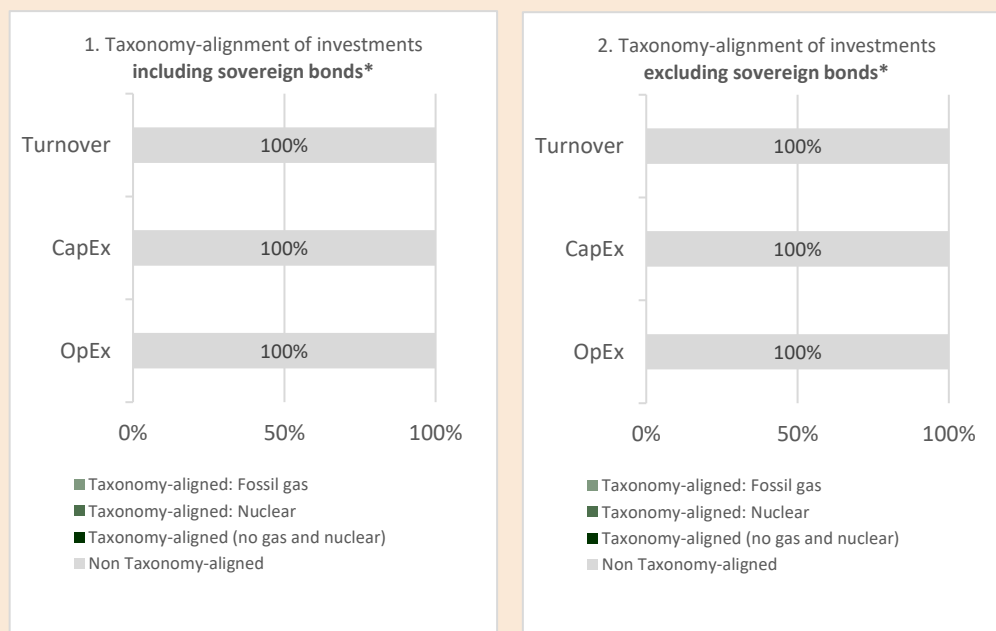 1. Taxonomy-alignment of investments
including sovereign bonds*
Turnover
100%
CapEx
100%
OpEx
100%
0%
50%
100%
Taxonomy-aligned: Fossil gas
Taxonomy-aligned: Nuclear
Taxonomy-aligned (no gas and nuclear)
Non Taxonomy-aligned
2. Taxonomy-alignment of investments
excluding sovereign bonds*
Turnover
100%
CapEx
100%
OpEx
100%
0%
50%
100%
Taxonomy-aligned: Fossil gas
Taxonomy-aligned: Nuclear
Taxonomy-aligned (no gas and nuclear)
Non Taxonomy-aligned